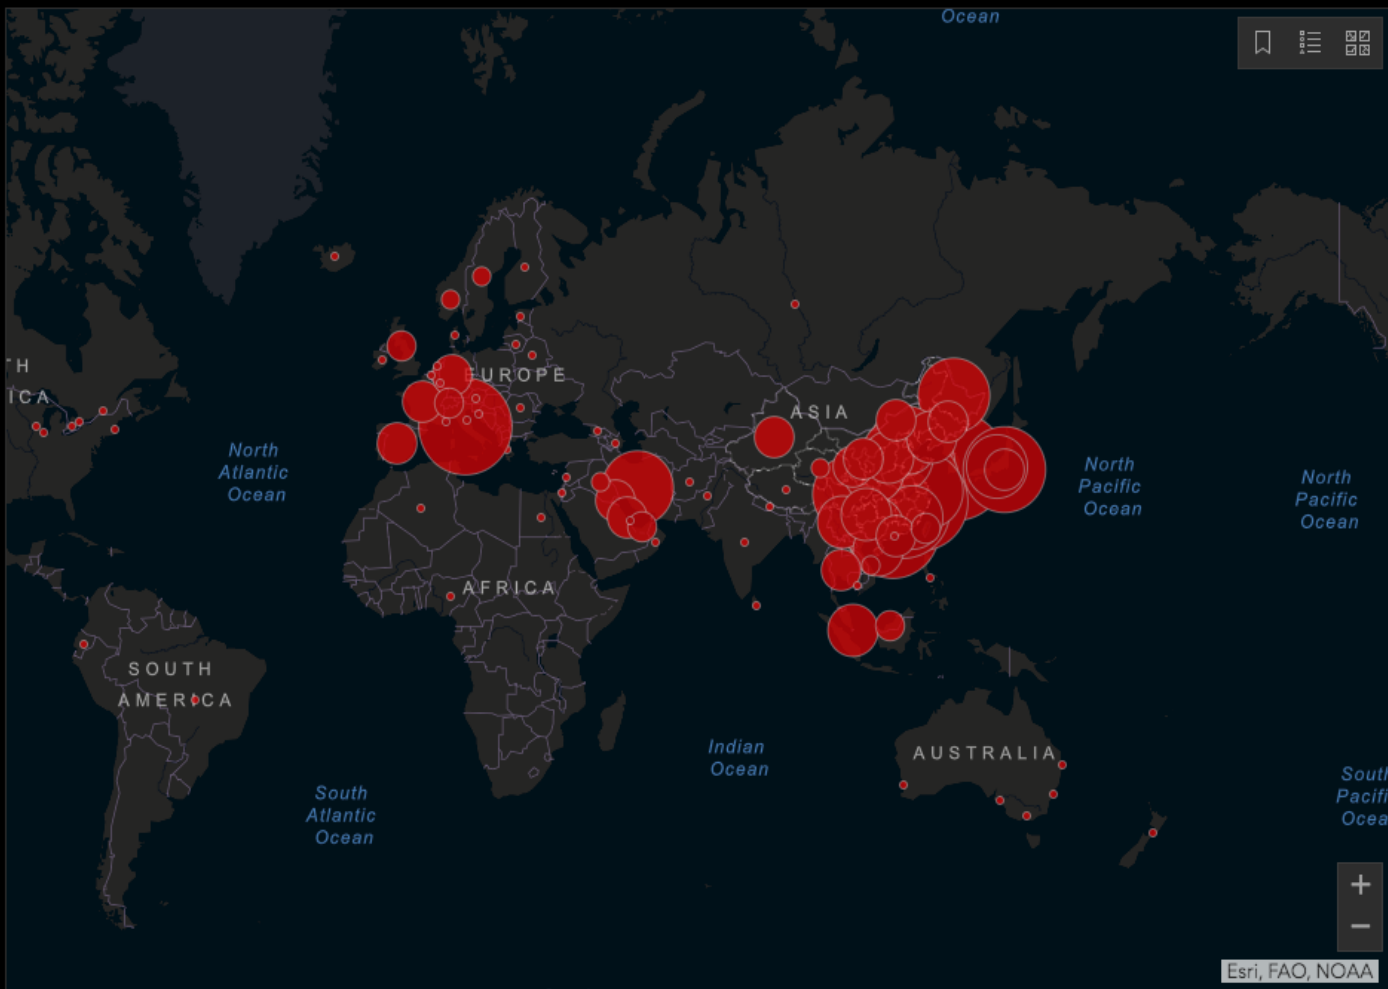 Ocean
TH
ICA
EUROPE
ASIA
North
Atlantic
Ocean
North
Pacific
Ocean
North
Pacific
Ocean
AFRICA
SOUTH
AMERICA
Indian
Ocean
AUSTRALIA
South
Atlantic
Ocean
South
Pacifi
Ocea
+
−
Esri, FAO, NOAA